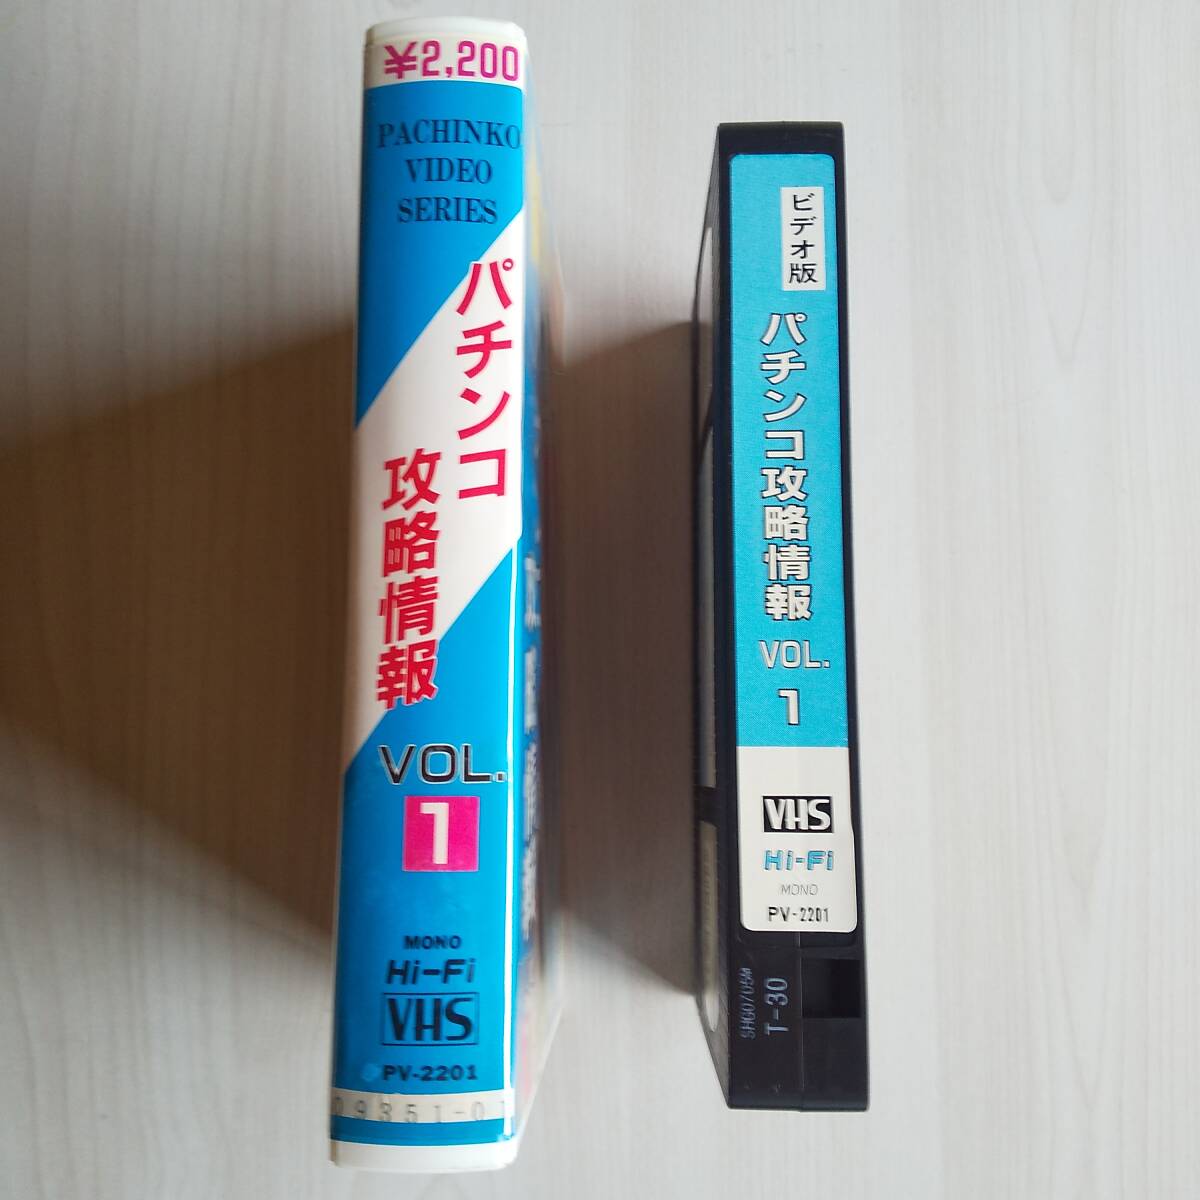 ¥2,200
PACHINKO
VIDEO
SERIES
パチンコ
攻略情報
VOL.
1
MONO
Hi-Fi
VHS
PV-2201
09351-01
ビデオ版
パチンコ攻略情報
VOL.
1
VHS
Hi-Fi
MONO
PV-2201
T-30